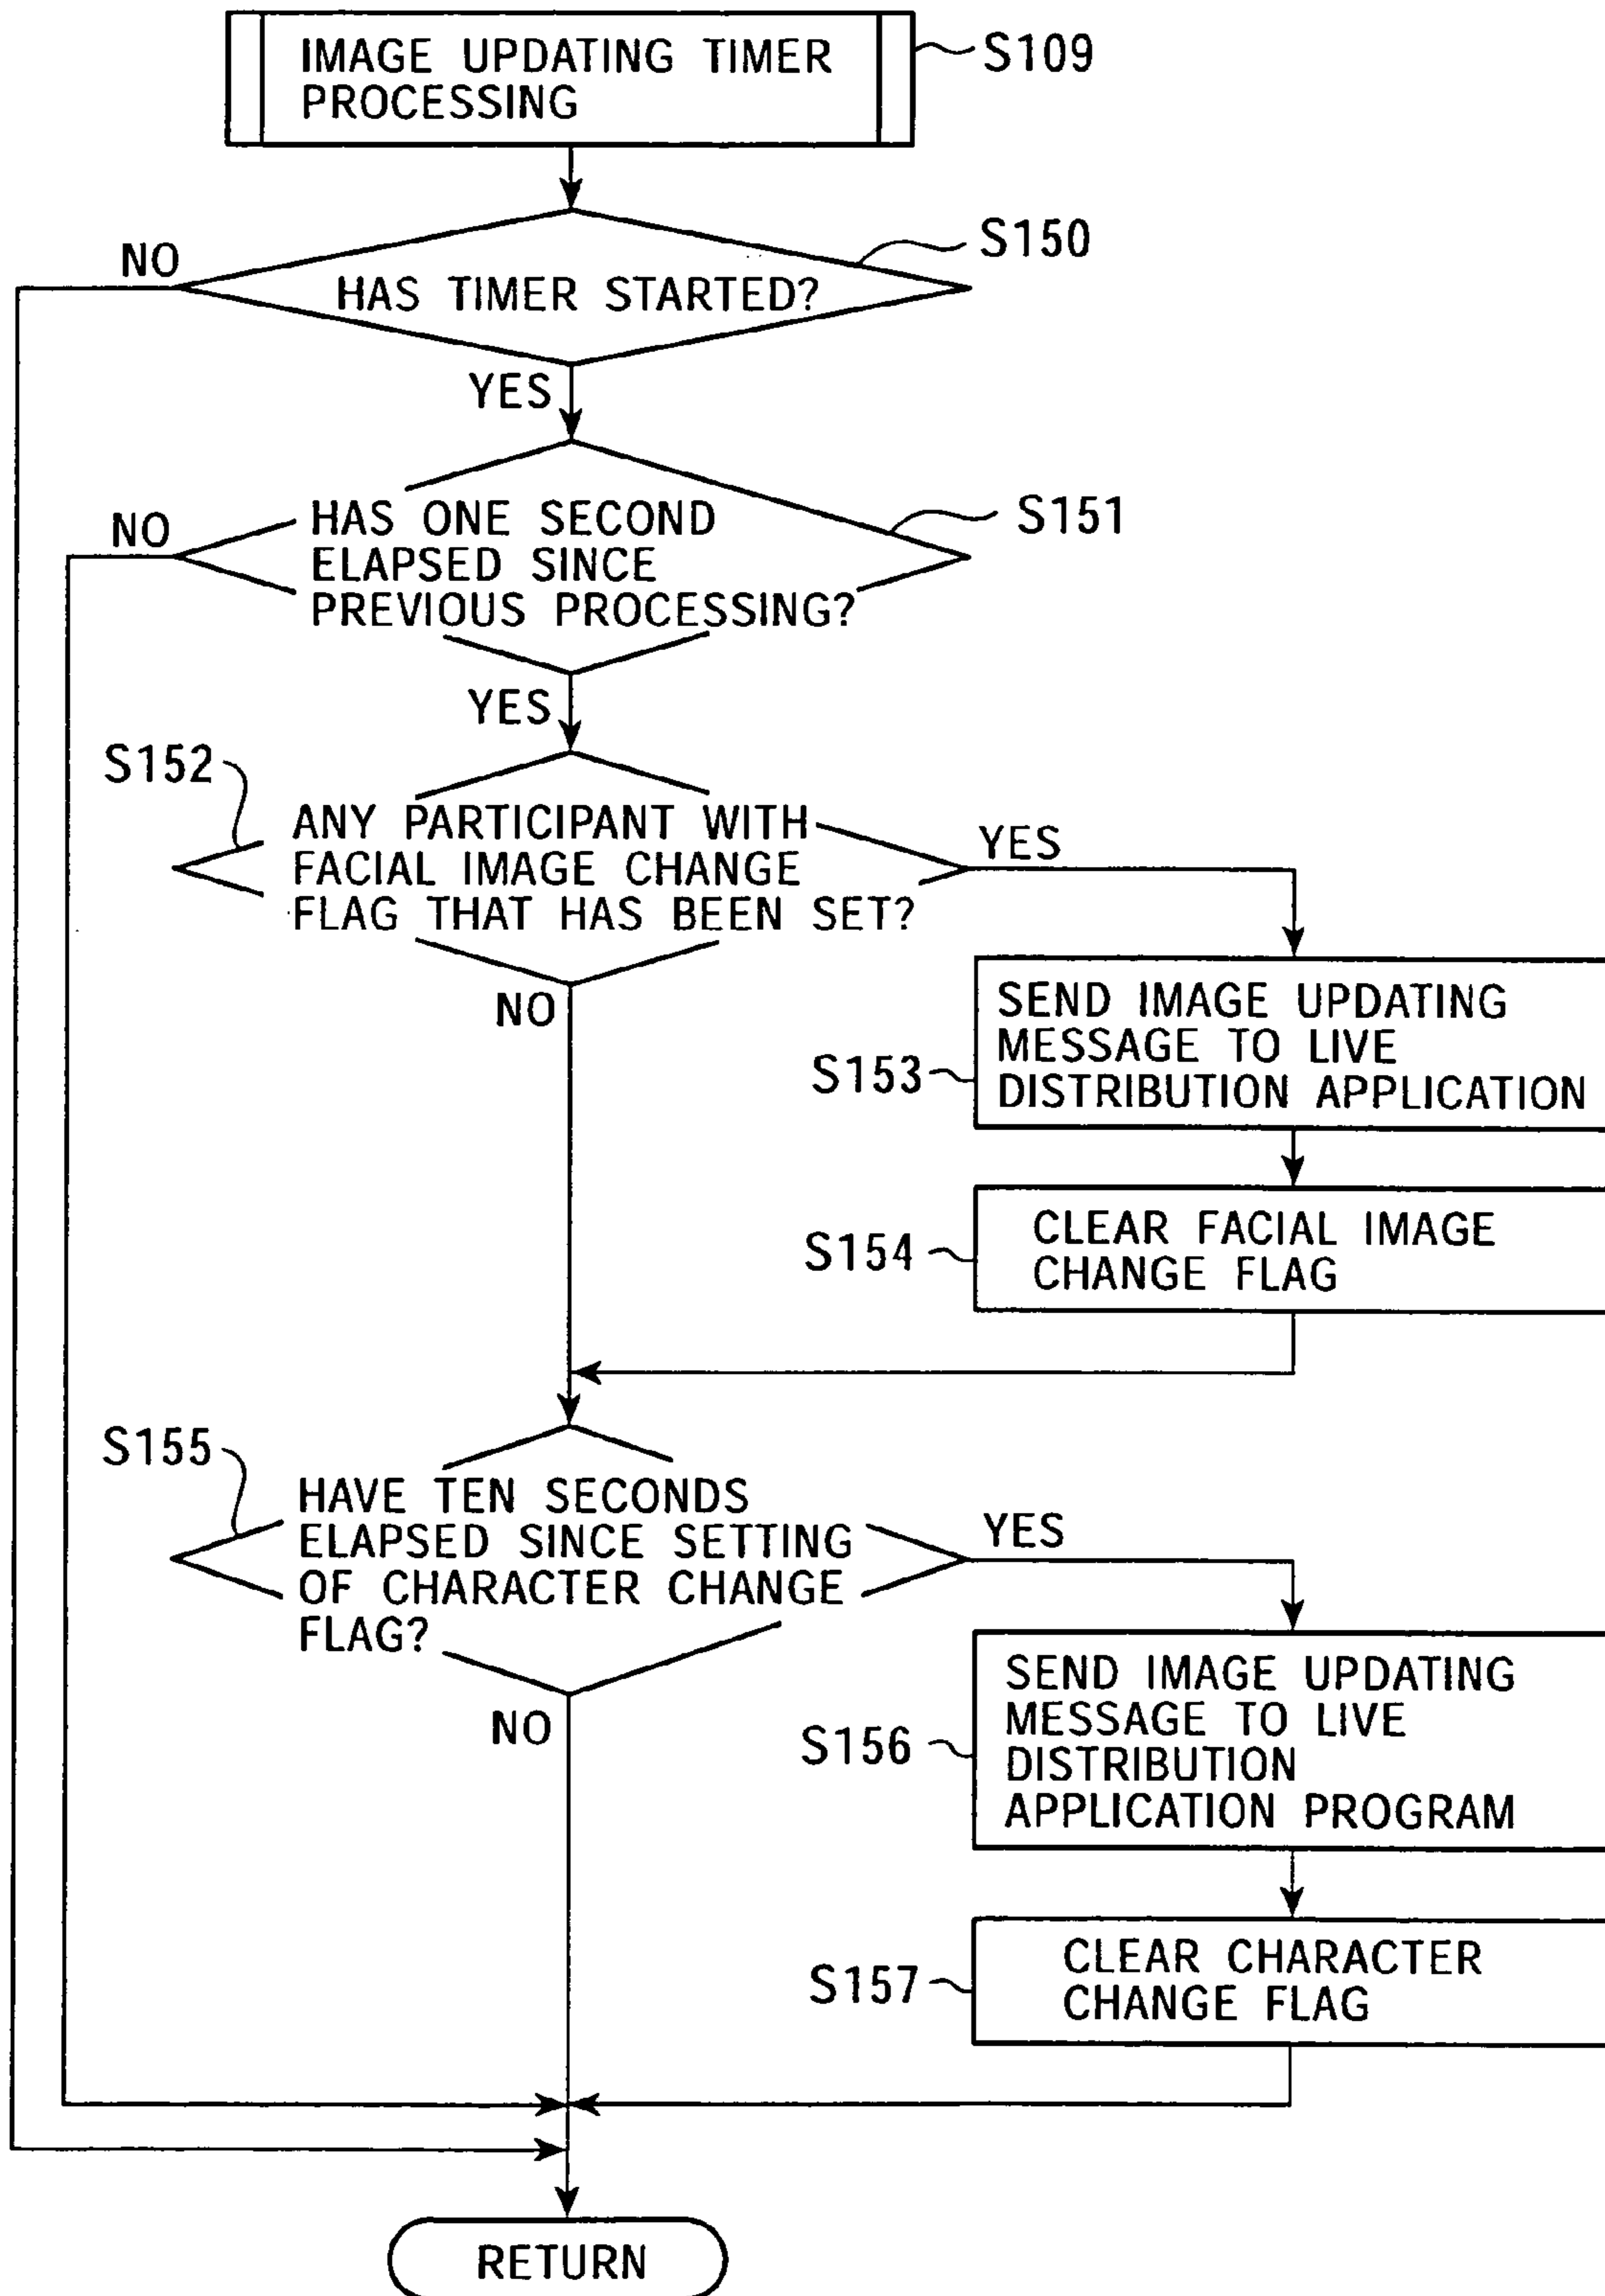 IMAGE UPDATING TIMER
PROCESSING
S109
S150
NO
HAS TIMER STARTED?
YES
S151
NO
HAS ONE SECOND
ELAPSED SINCE
PREVIOUS PROCESSING?
YES
S152
ANY PARTICIPANT WITH
FACIAL IMAGE CHANGE
FLAG THAT HAS BEEN SET?
YES
NO
S153
SEND IMAGE UPDATING
MESSAGE TO LIVE
DISTRIBUTION APPLICATION
S154
CLEAR FACIAL IMAGE
CHANGE FLAG
S155
HAVE TEN SECONDS
ELAPSED SINCE SETTING
OF CHARACTER CHANGE
FLAG?
YES
NO
S156
SEND IMAGE UPDATING
MESSAGE TO LIVE
DISTRIBUTION
APPLICATION PROGRAM
S157
CLEAR CHARACTER
CHANGE FLAG
RETURN